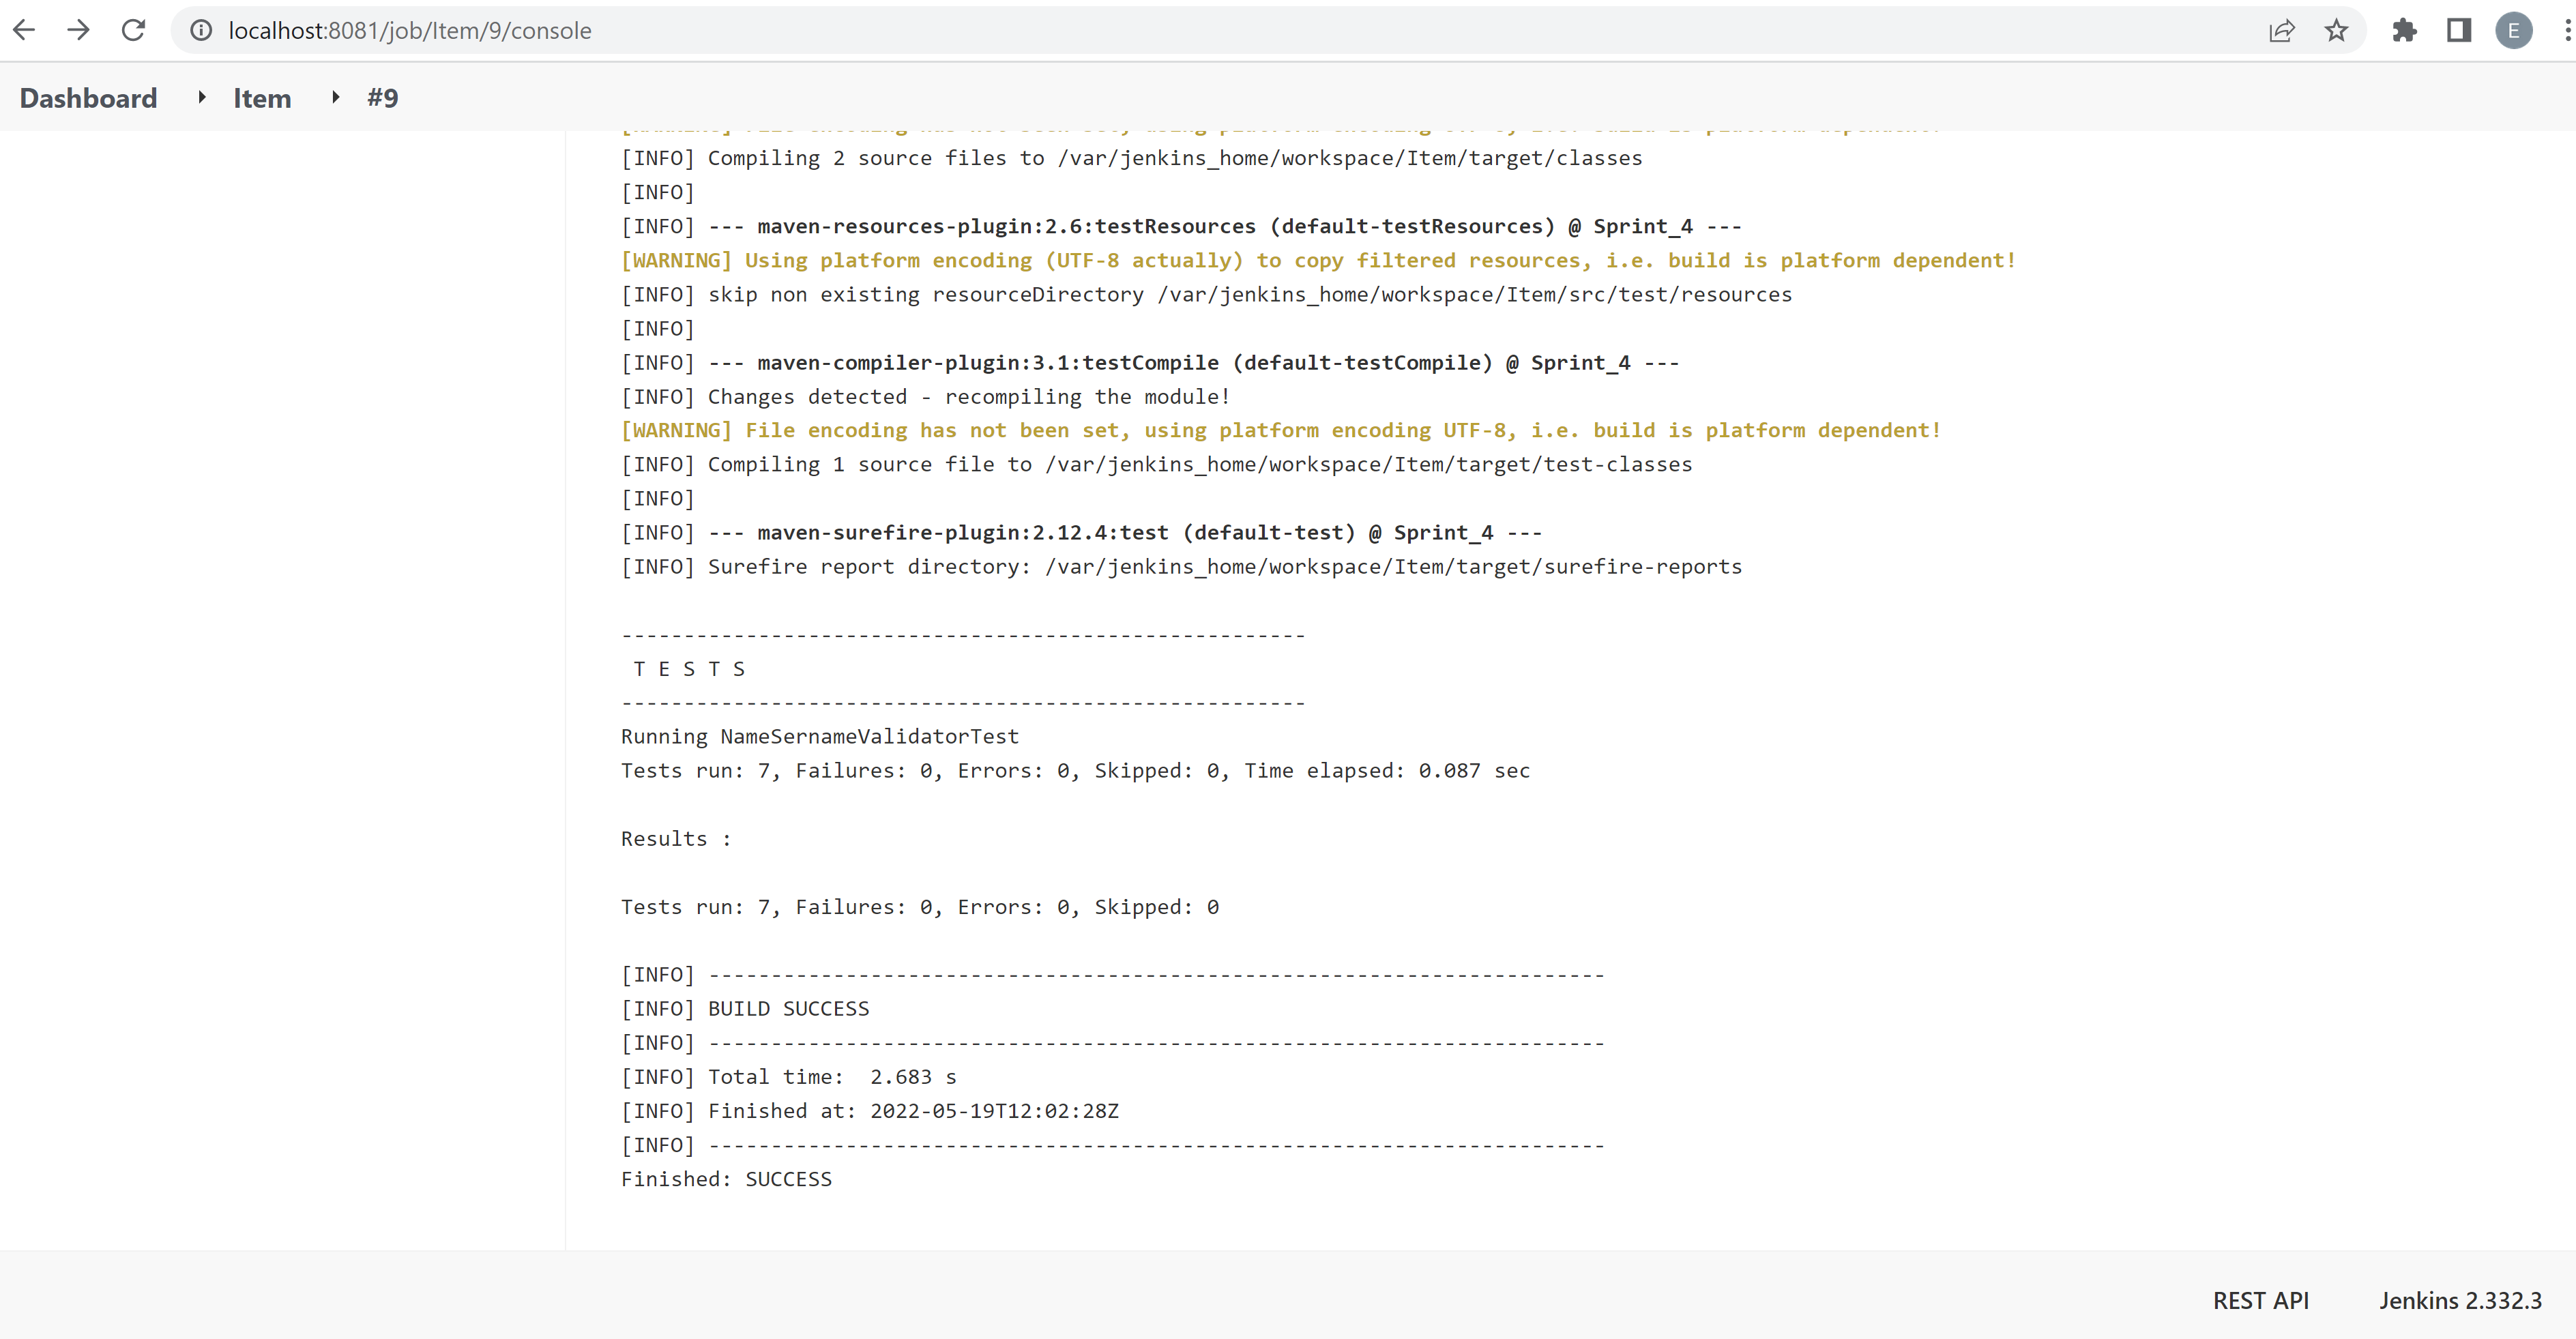 localhost:8081/job/Item/9/console
E
Dashboard Item #9
[INFO] Compiling 2 source files to /var/jenkins_home/workspace/Item/target/classes
[INFO]
[INFO] --- maven-resources-plugin:2.6:testResources (default-testResources) @ Sprint_4 ---
[WARNING] Using platform encoding (UTF-8 actually) to copy filtered resources, i.e. build is platform dependent!
[INFO] skip non existing resourceDirectory /var/jenkins_home/workspace/Item/src/test/resources
[INFO]
[INFO] --- maven-compiler-plugin:3.1:testCompile (default-testCompile) @ Sprint_4 ---
[INFO] Changes detected - recompiling the module!
[WARNING] File encoding has not been set, using platform encoding UTF-8, i.e. build is platform dependent!
[INFO] Compiling 1 source file to /var/jenkins_home/workspace/Item/target/test-classes
[INFO]
[INFO] --- maven-surefire-plugin:2.12.4:test (default-test) @ Sprint_4 ---
[INFO] Surefire report directory: /var/jenkins_home/workspace/Item/target/surefire-reports
-------------------------------------------------------
T E S T S
-------------------------------------------------------
Running NameSernameValidatorTest
Tests run: 7, Failures: 0, Errors: 0, Skipped: 0, Time elapsed: 0.087 sec
Results :
Tests run: 7, Failures: 0, Errors: 0, Skipped: 0
[INFO] ------------------------------------------------------------------------
[INFO] BUILD SUCCESS
[INFO] ------------------------------------------------------------------------
[INFO] Total time:  2.683 s
[INFO] Finished at: 2022-05-19T12:02:28Z
[INFO] ------------------------------------------------------------------------
Finished: SUCCESS
REST API Jenkins 2.332.3